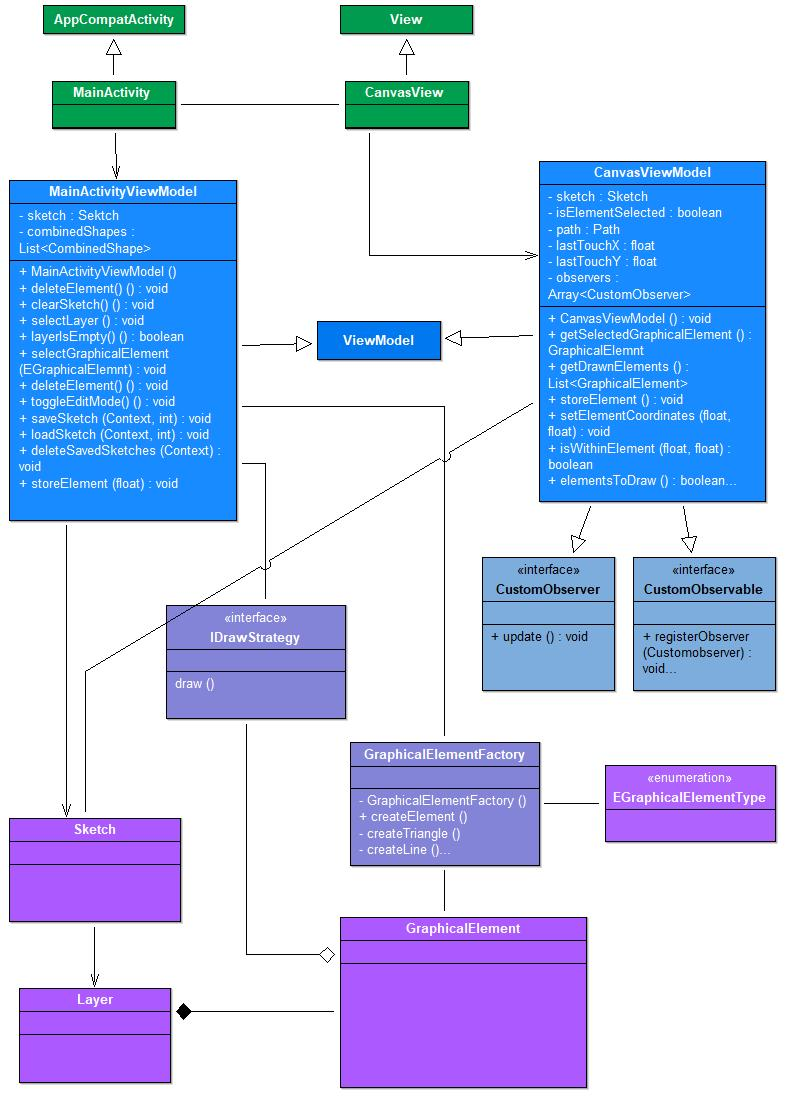 AppCompatActivity
View
MainActivity
CanvasView
MainActivityViewModel
- sketch : Sektch
- combinedShapes :
List<CombinedShape>
+ MainActivityViewModel ()
+ deleteElement() () : void
+ clearSketch() () : void
+ selectLayer () : void
+ layerIsEmpty() () : boolean
+ selectGraphicalElement
(EGraphicalElemnt) : void
+ deleteElement() () : void
+ toggleEditMode() () : void
+ saveSketch (Context, int) : void
+ loadSketch (Context, int) : void
+ deleteSavedSketches (Context) :
void
+ storeElement (float) : void
ViewModel
CanvasViewModel
- sketch : Sketch
- isElementSelected : boolean
- path : Path
- lastTouchX : float
- lastTouchY : float
- observers :
Array<CustomObserver>
+ CanvasViewModel () : void
+ getSelectedGraphicalElement () :
GraphicalElemnt
+ getDrawnElements () :
List<GraphicalElement>
+ storeElement () : void
+ setElementCoordinates (float,
float) : void
+ isWithinElement (float, float) :
boolean
+ elementsToDraw () : boolean...
«interface»
CustomObserver
+ update () : void
«interface»
CustomObservable
+ registerObserver
(Customobserver) :
void...
«interface»
IDrawStrategy
draw ()
GraphicalElementFactory
- GraphicalElementFactory ()
+ createElement ()
- createTriangle ()
- createLine ()...
«enumeration»
EGraphicalElementType
Sketch
GraphicalElement
Layer